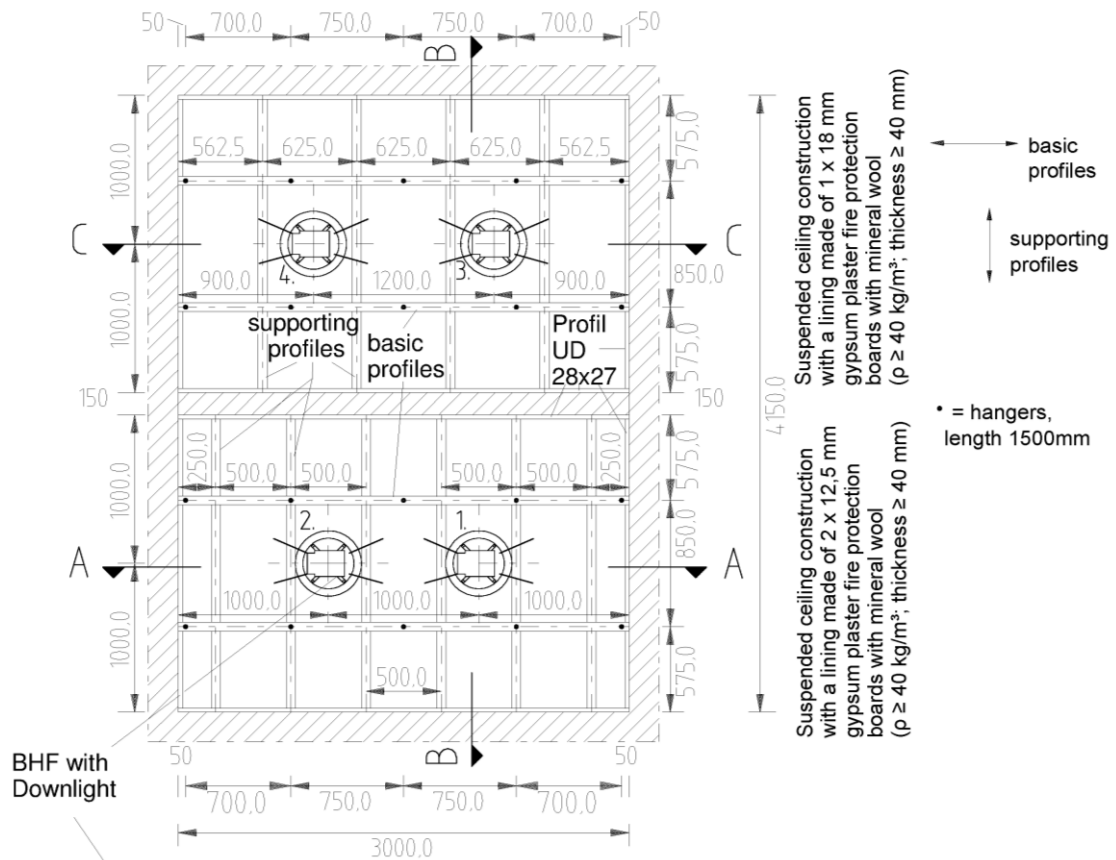 50 700,0 750,0 750,0 700,0 50
B
1000,0
562,5 625,0 625,0 625,0 562,5
575,0
C C
4. 3.
900,0 1200,0 900,0
850,0
1000,0
supporting
profiles
basic
profiles
Profil
UD
28x27
575,0
150 150
4150,0
250,0 500,0 500,0 500,0 500,0 250,0
575,0
1000,0
2. 1.
A A
850,0
1000,0 1000,0 1000,0
1000,0
500,0
575,0
B
50 50
BHF with
Downlight
700,0 750,0 750,0 700,0
3000,0
Suspended ceiling construction
with a lining made of 1 x 18 mm
gypsum plaster fire protection
boards with mineral wool
(ρ ≥ 40 kg/m³; thickness ≥ 40 mm)
Suspended ceiling construction
with a lining made of 2 x 12,5 mm
gypsum plaster fire protection
boards with mineral wool
(ρ ≥ 40 kg/m³; thickness ≥ 40 mm)
basic
profiles
supporting
profiles
• = hangers,
length 1500mm